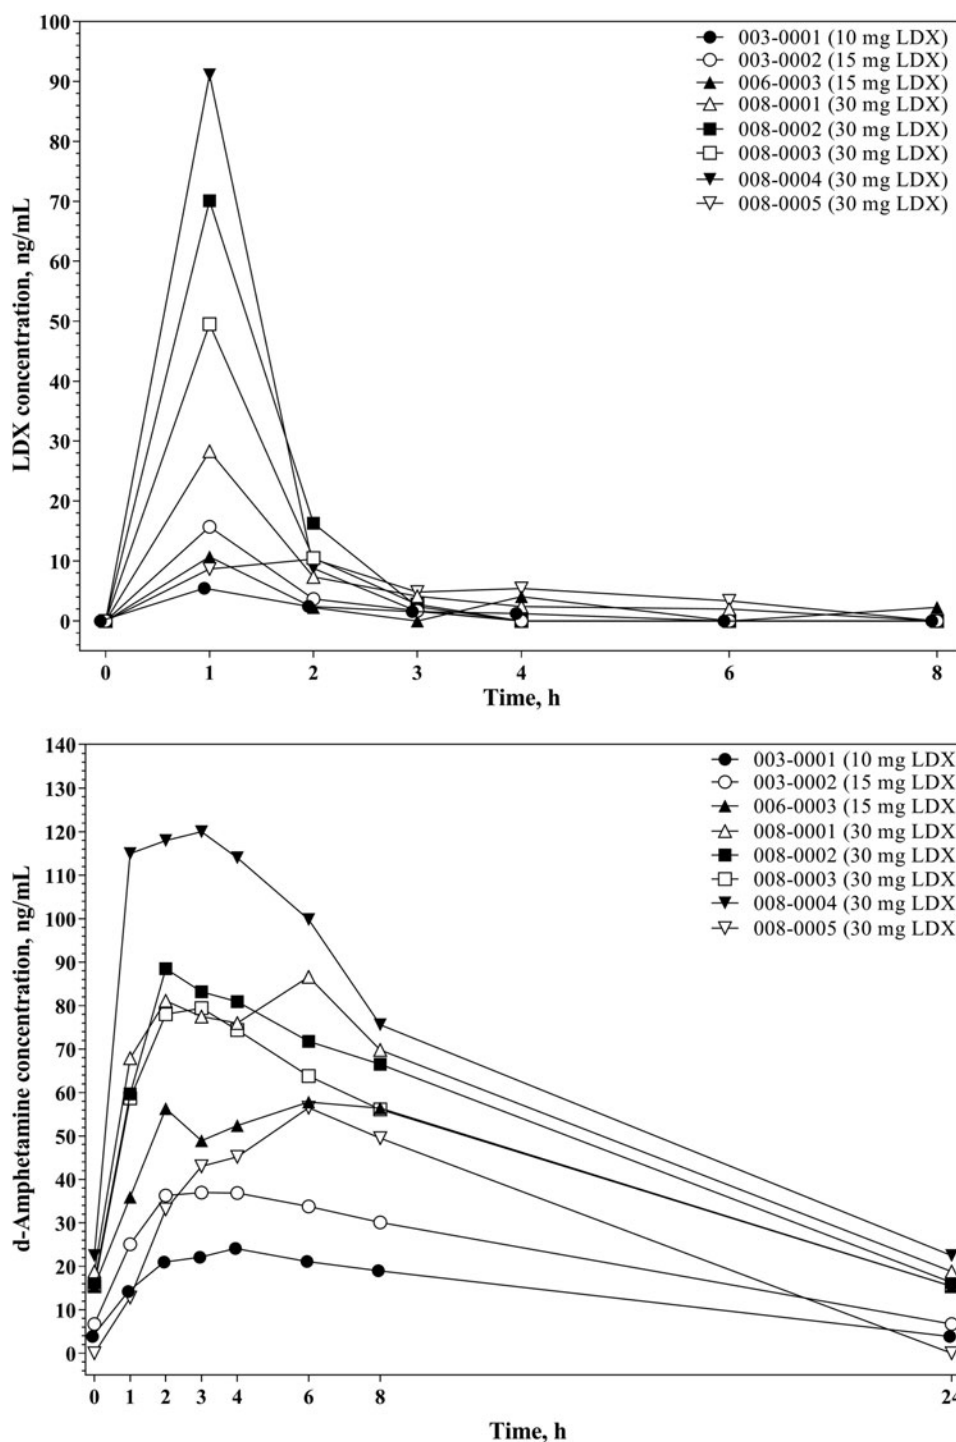 100
90
80
70
60
50
40
30
20
10
0
LDX concentration, ng/mL
003-0001 (10 mg LDX)
003-0002 (15 mg LDX)
006-0003 (15 mg LDX)
008-0001 (30 mg LDX)
008-0002 (30 mg LDX)
008-0003 (30 mg LDX)
008-0004 (30 mg LDX)
008-0005 (30 mg LDX)
0 1 2 3 4 6 8
Time, h
140
130
120
110
100
90
80
70
60
50
40
30
20
10
0
d-Amphetamine concentration, ng/mL
003-0001 (10 mg LDX
003-0002 (15 mg LDX
006-0003 (15 mg LDX
008-0001 (30 mg LDX
008-0002 (30 mg LDX
008-0003 (30 mg LDX
008-0004 (30 mg LDX
008-0005 (30 mg LDX
0 1 2 3 4 6 8 24
Time, h